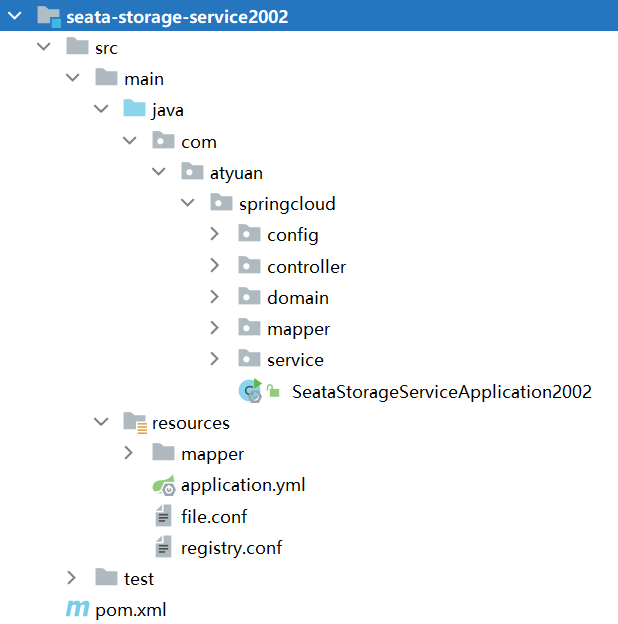 seata-storage-service2002
src
main
java
com
atyuan
springcloud
config
controller
domain
mapper
service
SeataStorageServiceApplication2002
resources
mapper
application.yml
file.conf
registry.conf
test
pom.xml